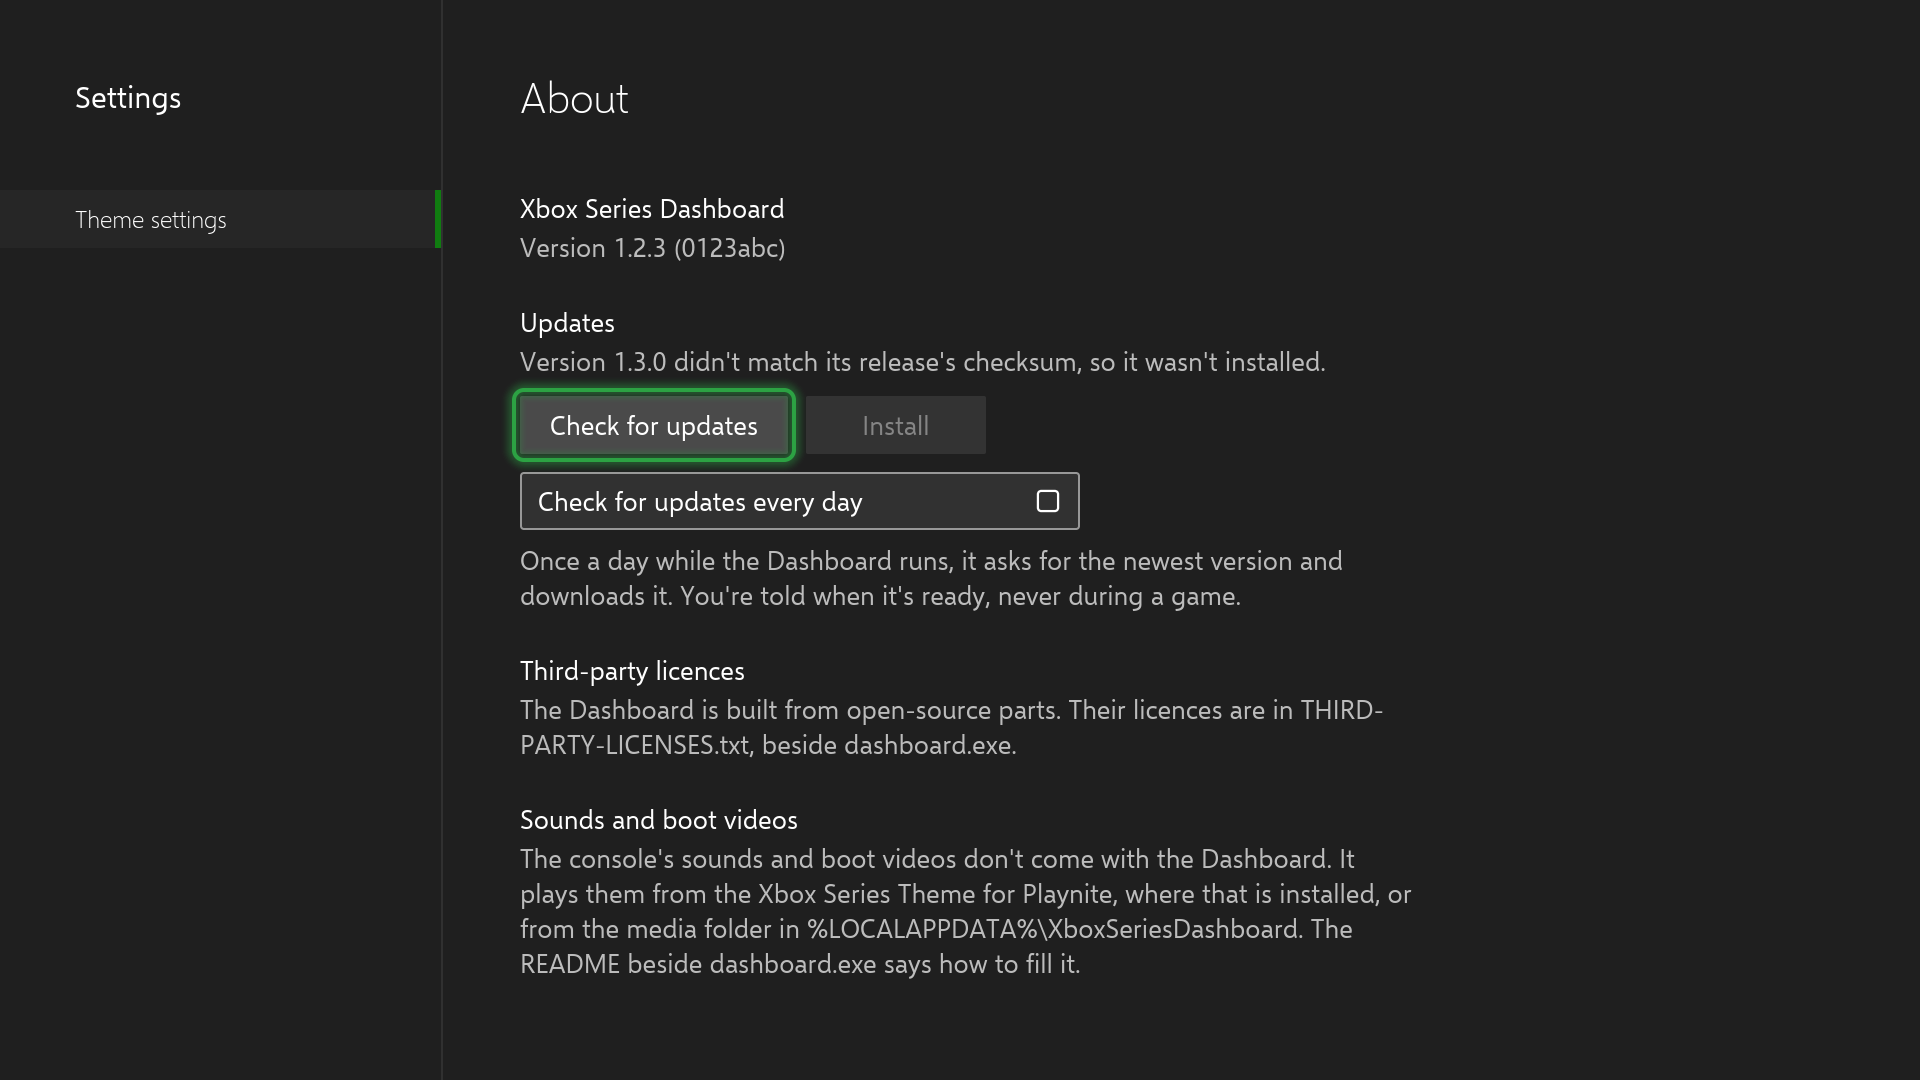 Settings
Theme settings
About
Xbox Series Dashboard
Version 1.2.3 (0123abc)
Updates
Version 1.3.0 didn't match its release's checksum, so it wasn't installed.
Check for updates
Install
Check for updates every day
Once a day while the Dashboard runs, it asks for the newest version and
downloads it. You're told when it's ready, never during a game.
Third-party licences
The Dashboard is built from open-source parts. Their licences are in THIRD-
PARTY-LICENSES.txt, beside dashboard.exe.
Sounds and boot videos
The console's sounds and boot videos don't come with the Dashboard. It
plays them from the Xbox Series Theme for Playnite, where that is installed, or
from the media folder in %LOCALAPPDATA%\XboxSeriesDashboard. The
README beside dashboard.exe says how to fill it.